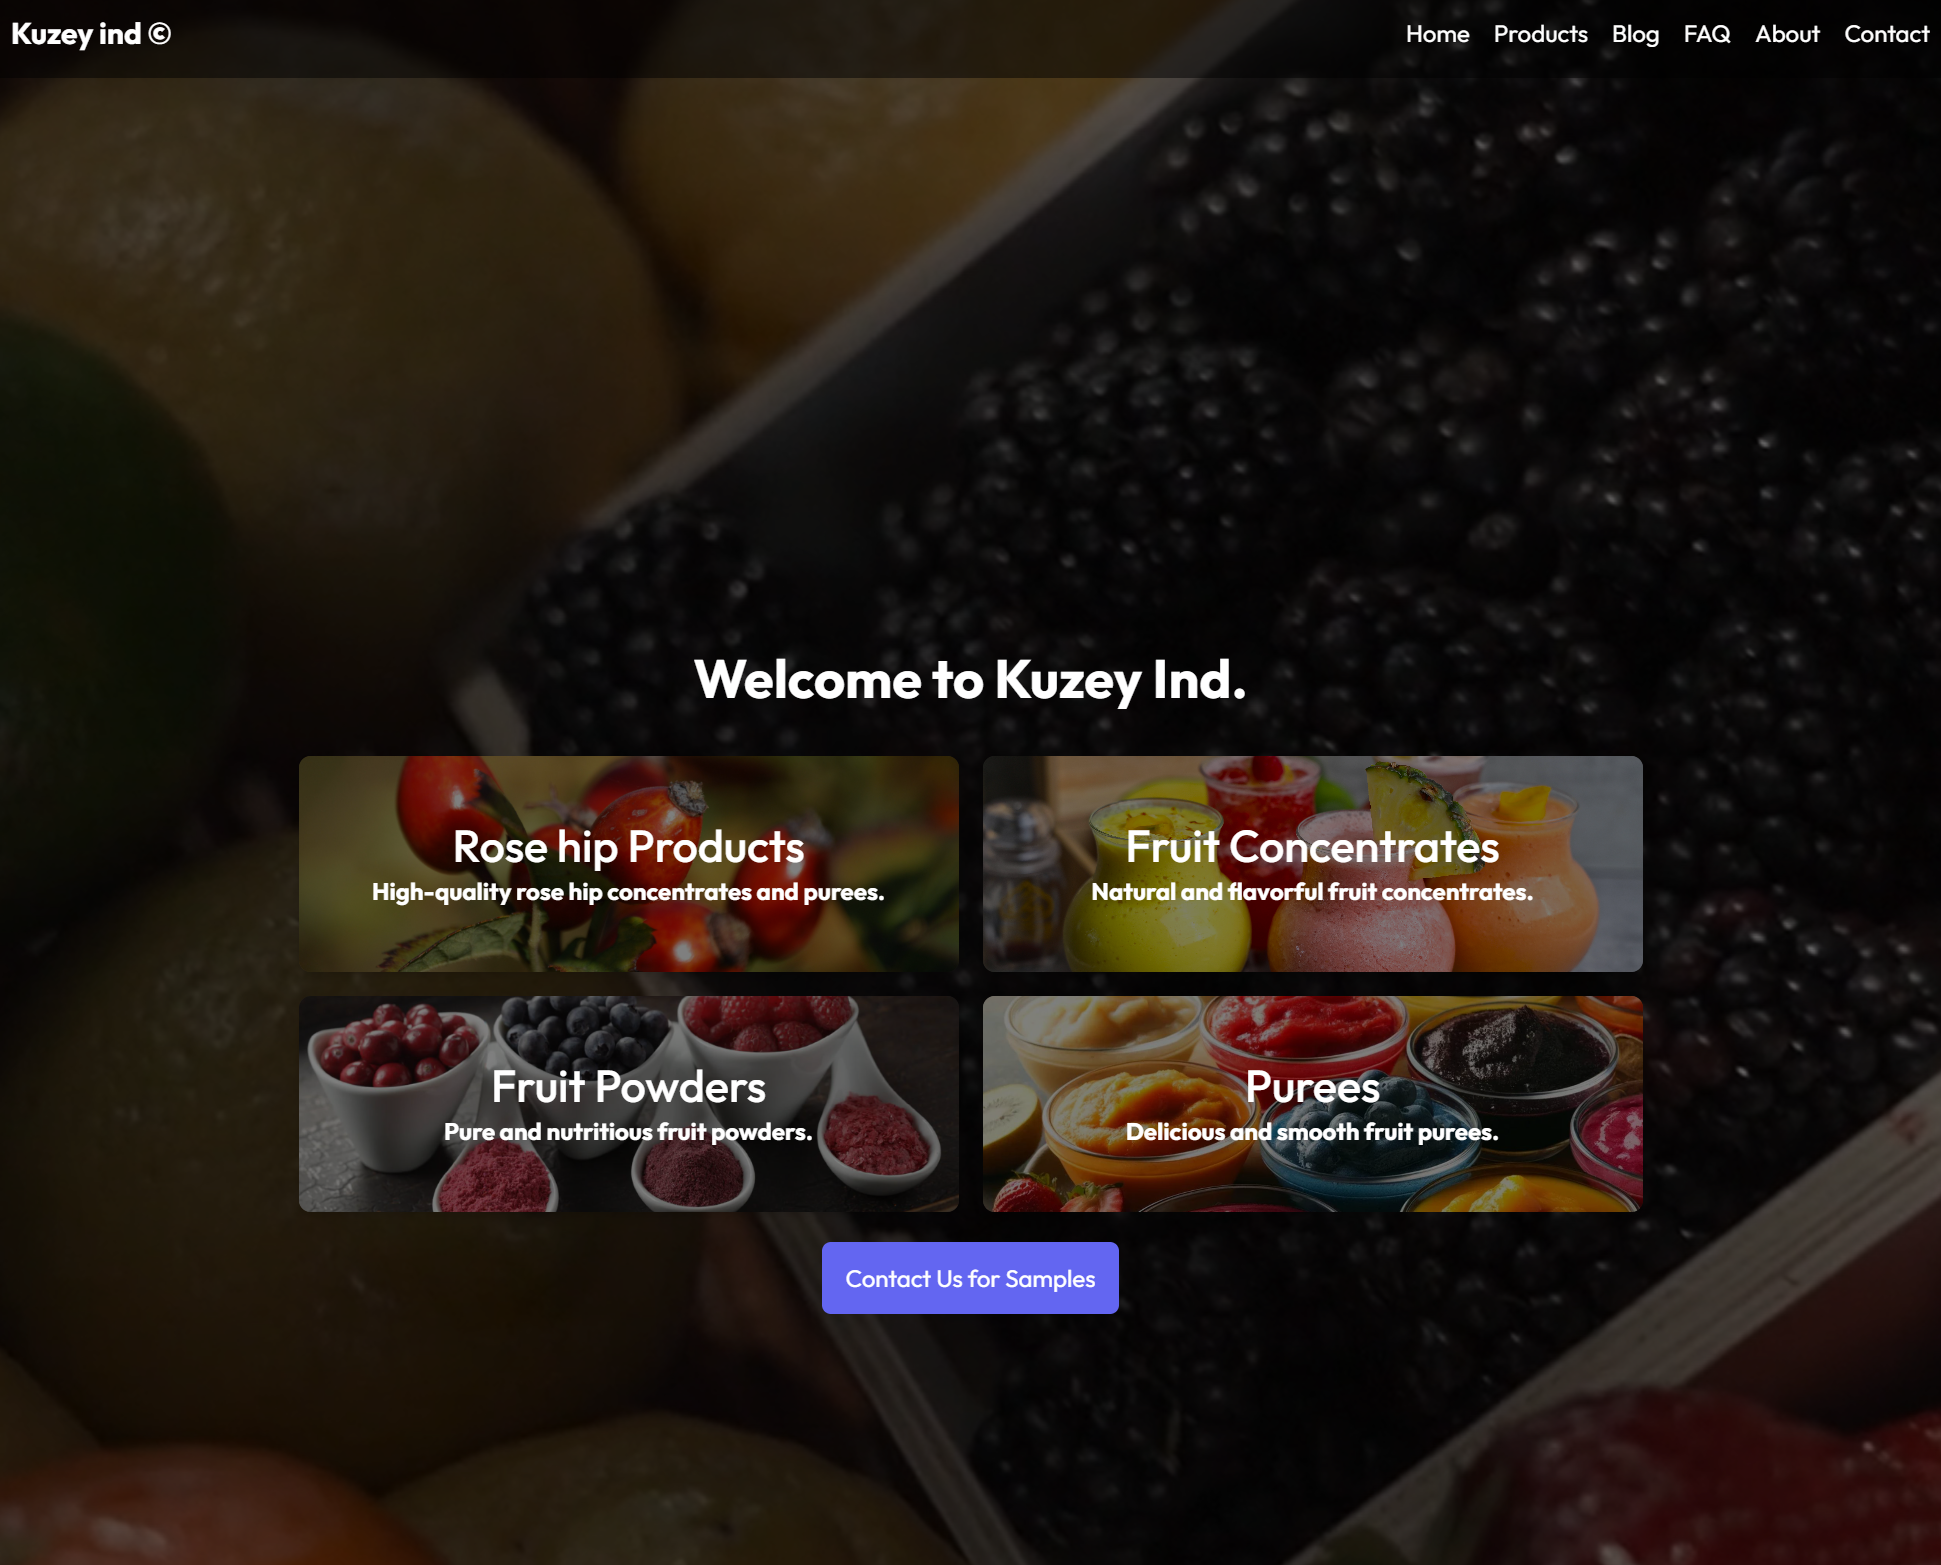 Kuzey ind ©
Home Products Blog FAQ About Contact
Welcome to Kuzey Ind.
Rose hip Products
High-quality rose hip concentrates and purees.
Fruit Concentrates
Natural and flavorful fruit concentrates.
Fruit Powders
Pure and nutritious fruit powders.
Purees
Delicious and smooth fruit purees.
Contact Us for Samples